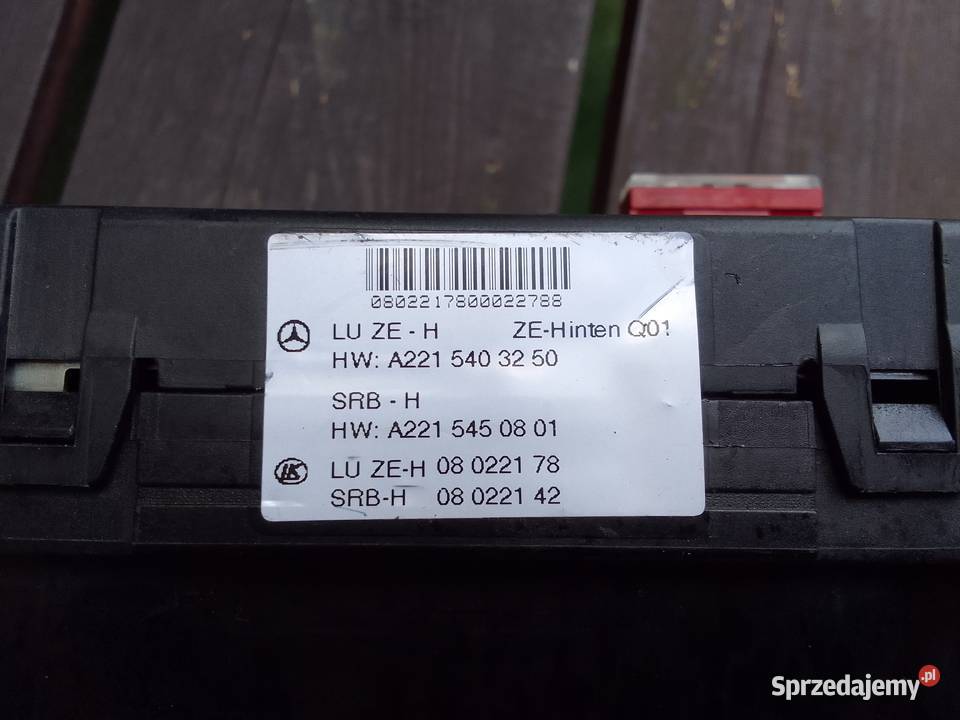 0802217800022788
LU ZE - H ZE-Hinten Q01
HW: A221 540 32 50
SRB - H
HW: A221 545 08 01
LK LU ZE-H 08 0221 78
SRB-H 08 0221 42
Sprzedajemy.pl